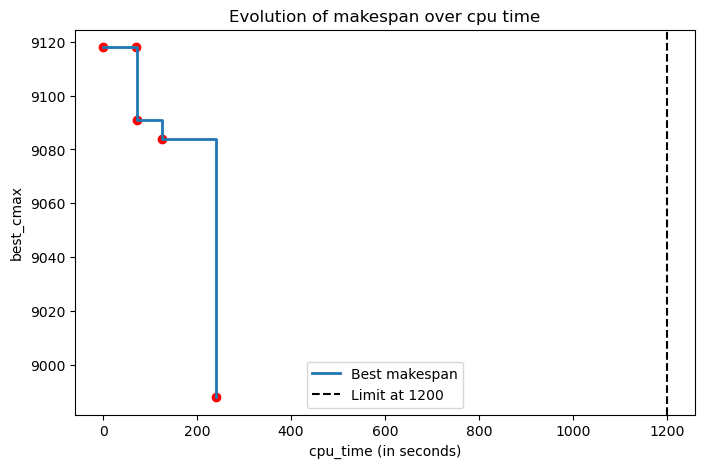 Evolution of makespan over cpu time
best_cmax
9120
9100
9080
9060
9040
9020
9000
Best makespan
Limit at 1200
0
200
400
600
800
1000
1200
cpu_time (in seconds)